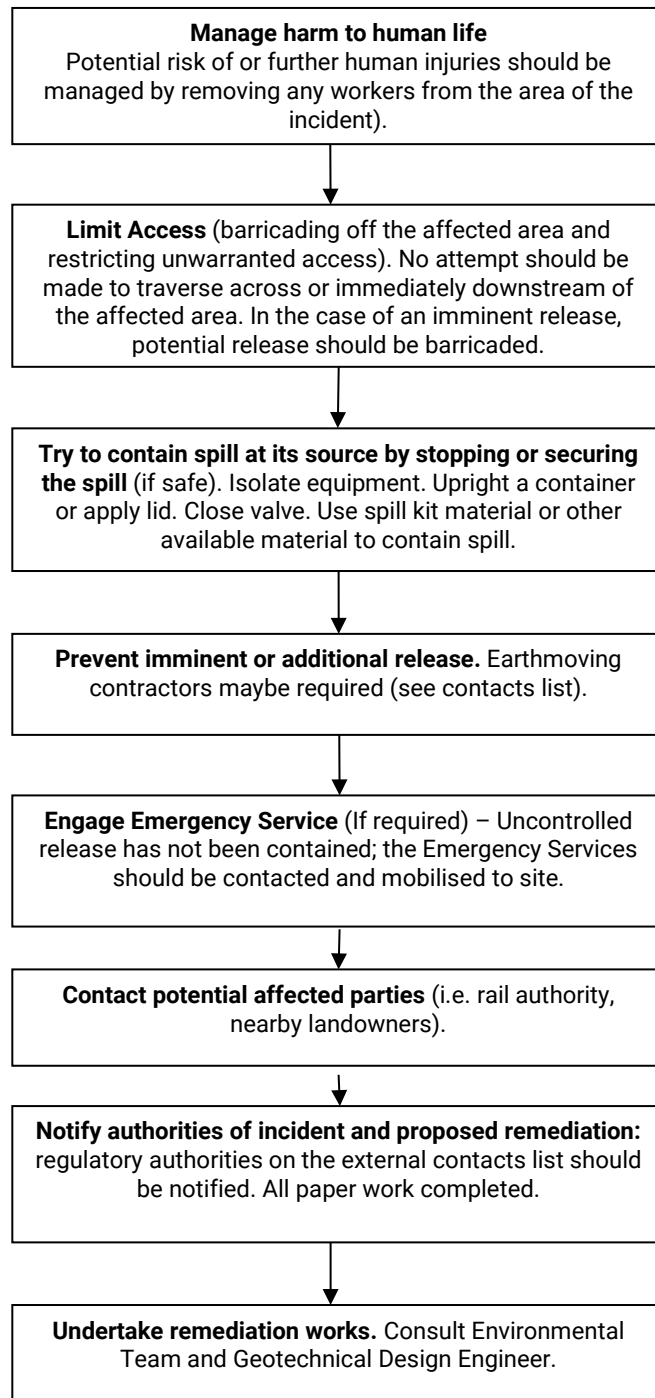 Manage harm to human life
Potential risk of or further human injuries should be
managed by removing any workers from the area of the
incident).
Limit Access (barricading off the affected area and
restricting unwarranted access). No attempt should be
made to traverse across or immediately downstream of
the affected area. In the case of an imminent release,
potential release should be barricaded.
Try to contain spill at its source by stopping or securing
the spill (if safe). Isolate equipment. Upright a container
or apply lid. Close valve. Use spill kit material or other
available material to contain spill.
Prevent imminent or additional release. Earthmoving
contractors maybe required (see contacts list).
Engage Emergency Service (If required) – Uncontrolled
release has not been contained; the Emergency Services
should be contacted and mobilised to site.
Contact potential affected parties (i.e. rail authority,
nearby landowners).
Notify authorities of incident and proposed remediation:
regulatory authorities on the external contacts list should
be notified. All paper work completed.
Undertake remediation works. Consult Environmental
Team and Geotechnical Design Engineer.